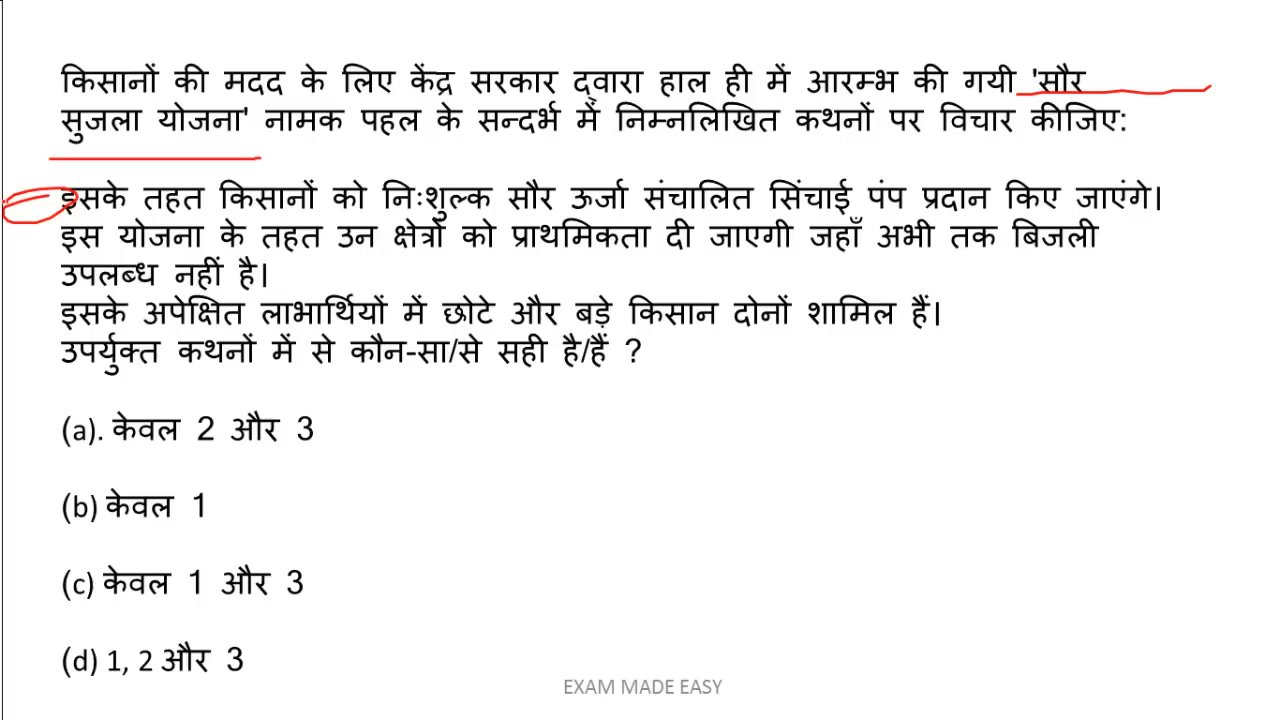 किसानों की मदद के लिए केंद्र सरकार द्वारा हाल ही में आरम्भ की गयी 'सौर
सुजला योजना' नामक पहल के सन्दर्भ में निम्नलिखित कथनों पर विचार कीजिए:
इसके तहत किसानों को निःशुल्क सौर ऊर्जा संचालित सिंचाई पंप प्रदान किए जाएंगे।
इस योजना के तहत उन क्षेत्रों को प्राथमिकता दी जाएगी जहाँ अभी तक बिजली
उपलब्ध नहीं है।
इसके अपेक्षित लाभार्थियों में छोटे और बड़े किसान दोनों शामिल हैं।
उपर्युक्त कथनों में से कौन-सा/से सही है/हैं ?
(a). केवल 2 और 3
(b) केवल 1
(c) केवल 1 और 3
(d) 1, 2 और 3
EXAM MADE EASY